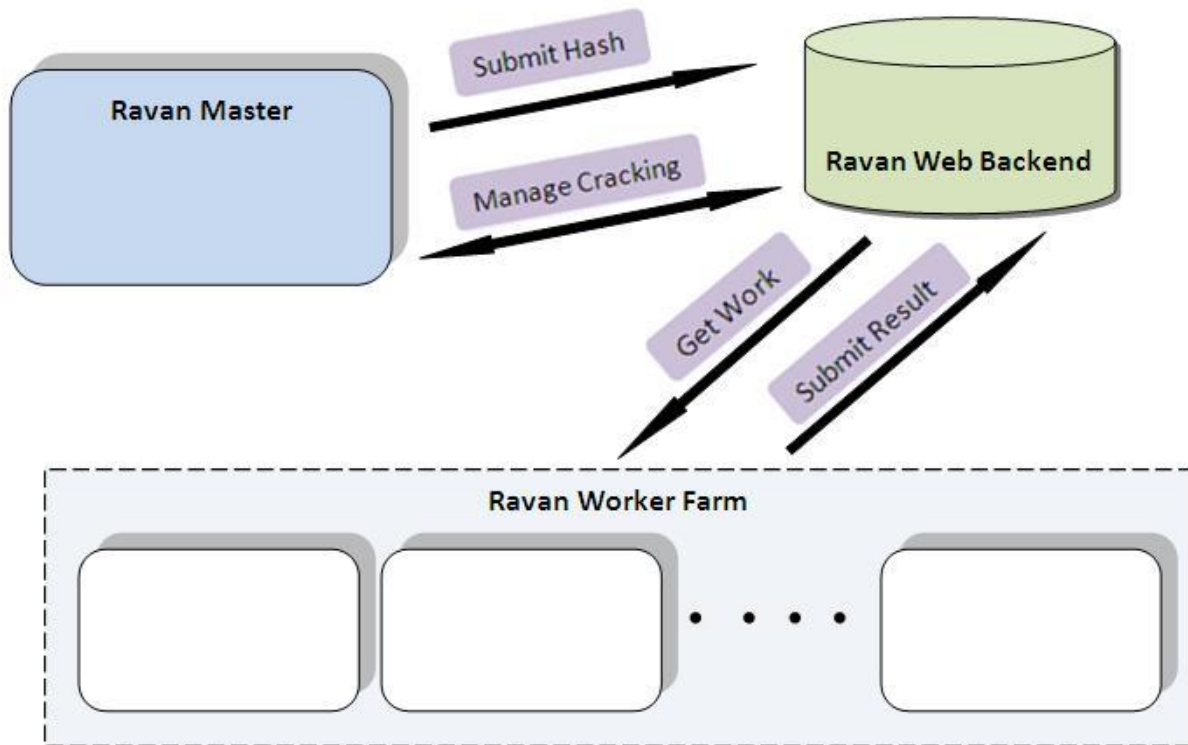 Ravan Master
Submit Hash
Manage Cracking
Ravan Web Backend
Get Work
Submit Result
Ravan Worker Farm